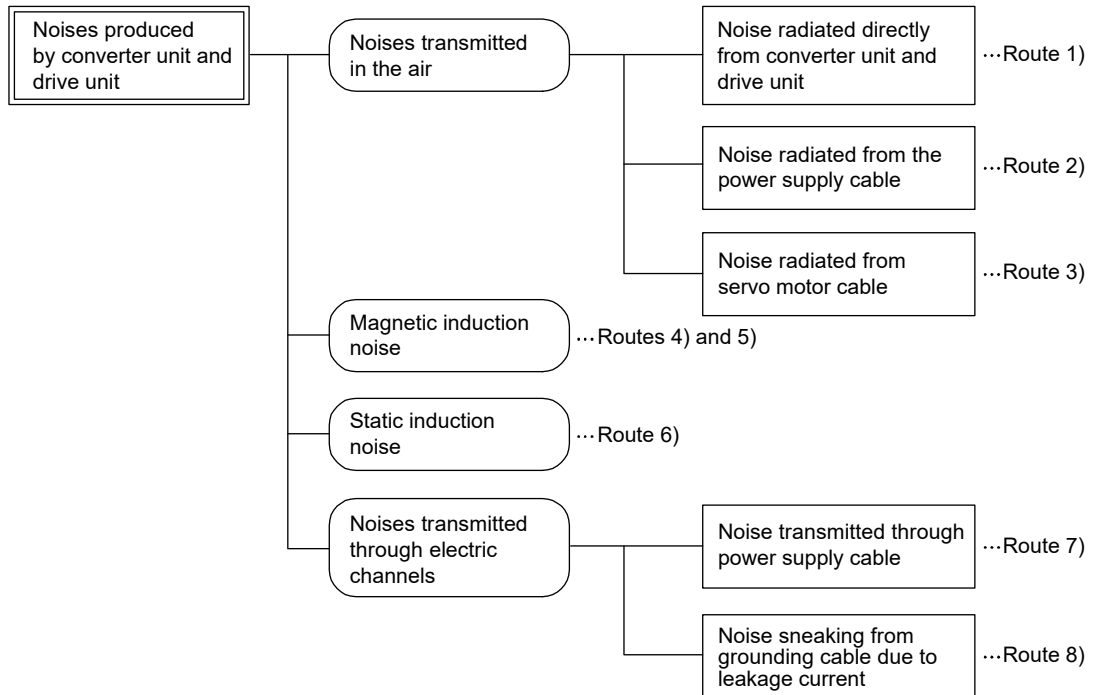 Noises produced
by converter unit and
drive unit
Noises transmitted
in the air
Noise radiated directly
from converter unit and
drive unit
…Route 1)
Noise radiated from the
power supply cable
…Route 2)
Noise radiated from
servo motor cable
…Route 3)
Magnetic induction
noise
…Routes 4) and 5)
Static induction
noise
…Route 6)
Noises transmitted
through electric
channels
Noise transmitted through
power supply cable
…Route 7)
Noise sneaking from
grounding cable due to
leakage current
…Route 8)